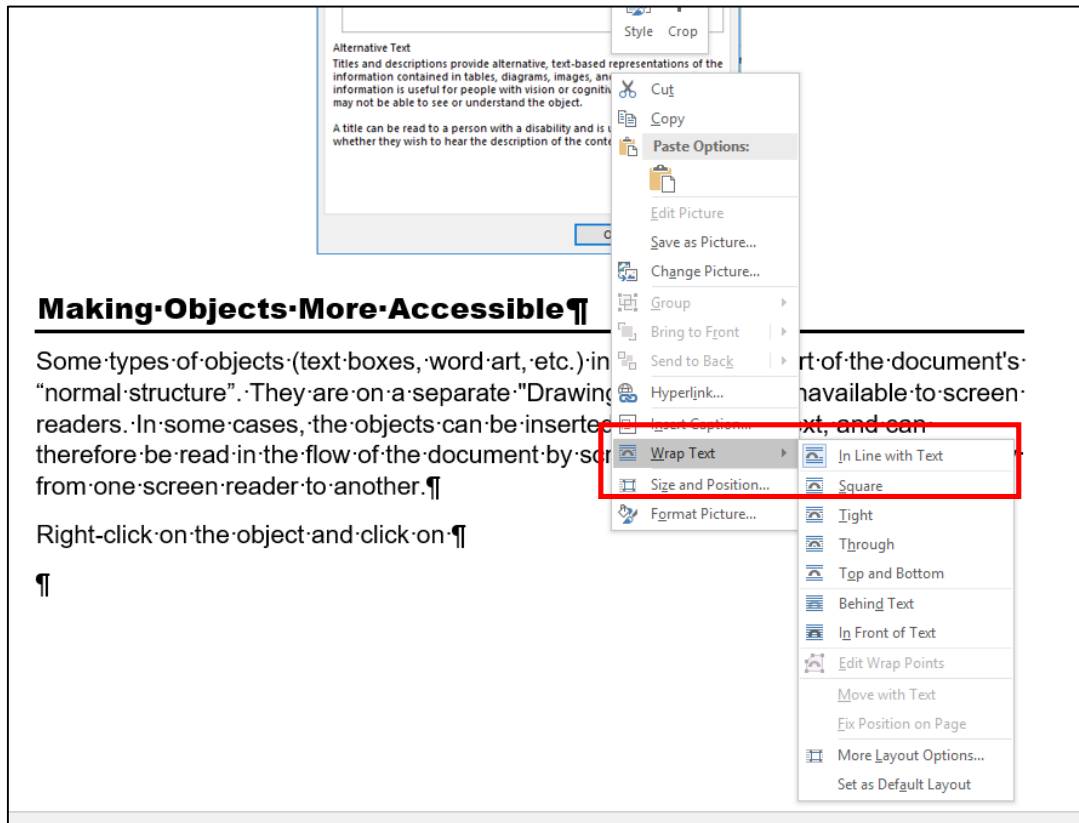 Style Crop
Alternative Text
Titles and descriptions provide alternative, text-based representations of the
information contained in tables, diagrams, images, and
information is useful for people with vision or
may not be able to see or understand the object.
A title can be read to a person with a disability and is
whether they wish to hear the description of the
Cut
Copy
Paste Options:
Edit Picture
Save as Picture...
Change Picture...
Group
Bring to Front
Send to Back
Hyperlink...
Insert Caption...
Wrap Text
Size and Position...
Format Picture...
In Line with Text
Square
Tight
Through
Top and Bottom
Behind Text
In Front of Text
Edit Wrap Points
Move with Text
Fix Position on Page
More Layout Options...
Set as Default Layout
Making·Objects·More·Accessible¶
Some·types·of·objects·(text·boxes,·word·art,·etc.)·in of·the·document's·
“normal·structure”.·They·are·on·a·separate·"Drawing to·screen·
readers.·In·some·cases,·the·objects·can·be·inserted and·can·
therefore·be·read·in·the·flow·of·the·document·by·
from·one·screen·reader·to·another.¶
Right-click·on·the·object·and·click·on·¶
¶